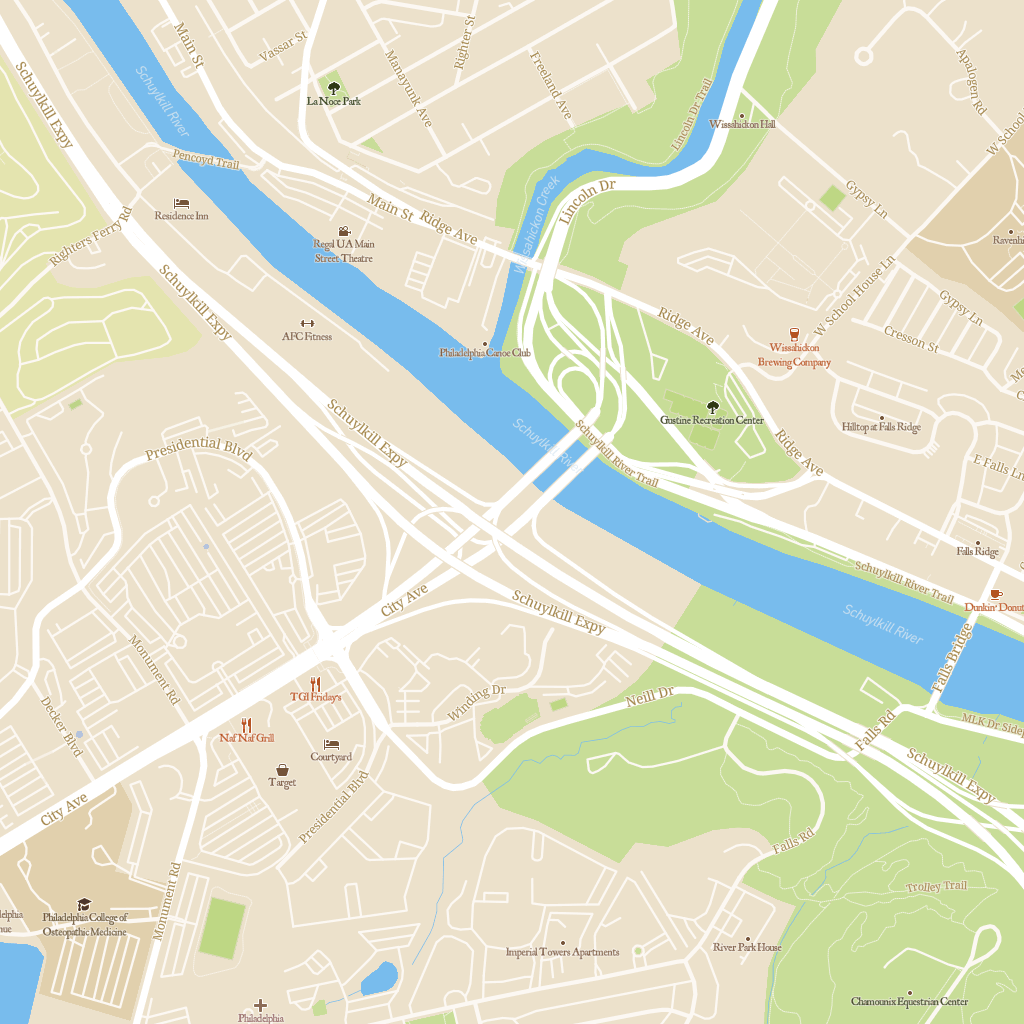 Main St
Vassar St
Righter St
Manayunk Ave
Freeland Ave
Apalogen Rd
W School
Schuylkill Expy
Schuylkill River
La Noce Park
Lincoln Dr Trail
Wissahickon Hall
Pencoyd Trail
Residence Inn
Righters Ferry Rd
Main St
Ridge Ave
Lincoln Dr
Wissahickon Creek
Gypsy Ln
Regal UA Main
Street Theatre
Schuylkill Expy
W School House Ln
Gypsy Ln
AFC Fitness
Philadelphia Canoe Club
Ridge Ave
Wissahickon
Brewing Company
Cresson St
Gustine Recreation Center
Hilltop at Falls Ridge
Schuylkill Expy
Schuylkill River
Schuylkill River Trail
Ridge Ave
Presidential Blvd
Falls Ridge
Schuylkill River Trail
Dunkin' Donut
City Ave
Schuylkill Expy
Schuylkill River
Falls Bridge
Monument Rd
Decker Blvd
TGI Friday's
Winding Dr
Neill Dr
Naf Naf Grill
Courtyard
Target
Falls Rd
MLK Dr Sidep
Schuylkill Expy
Presidential Blvd
City Ave
Falls Rd
Trolley Trail
Monument Rd
Philadelphia College of
Osteopathic Medicine
Imperial Towers Apartments
River Park House
Chamounix Equestrian Center
Philadelphia